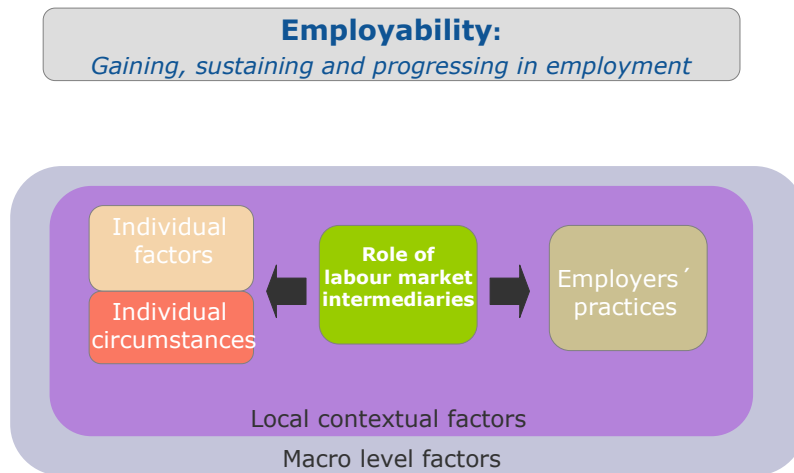 Employability:
Gaining, sustaining and progressing in employment
Individual
factors
Individual
circumstances
Role of
labour market
intermediaries
Employers´
practices
Local contextual factors
Macro level factors